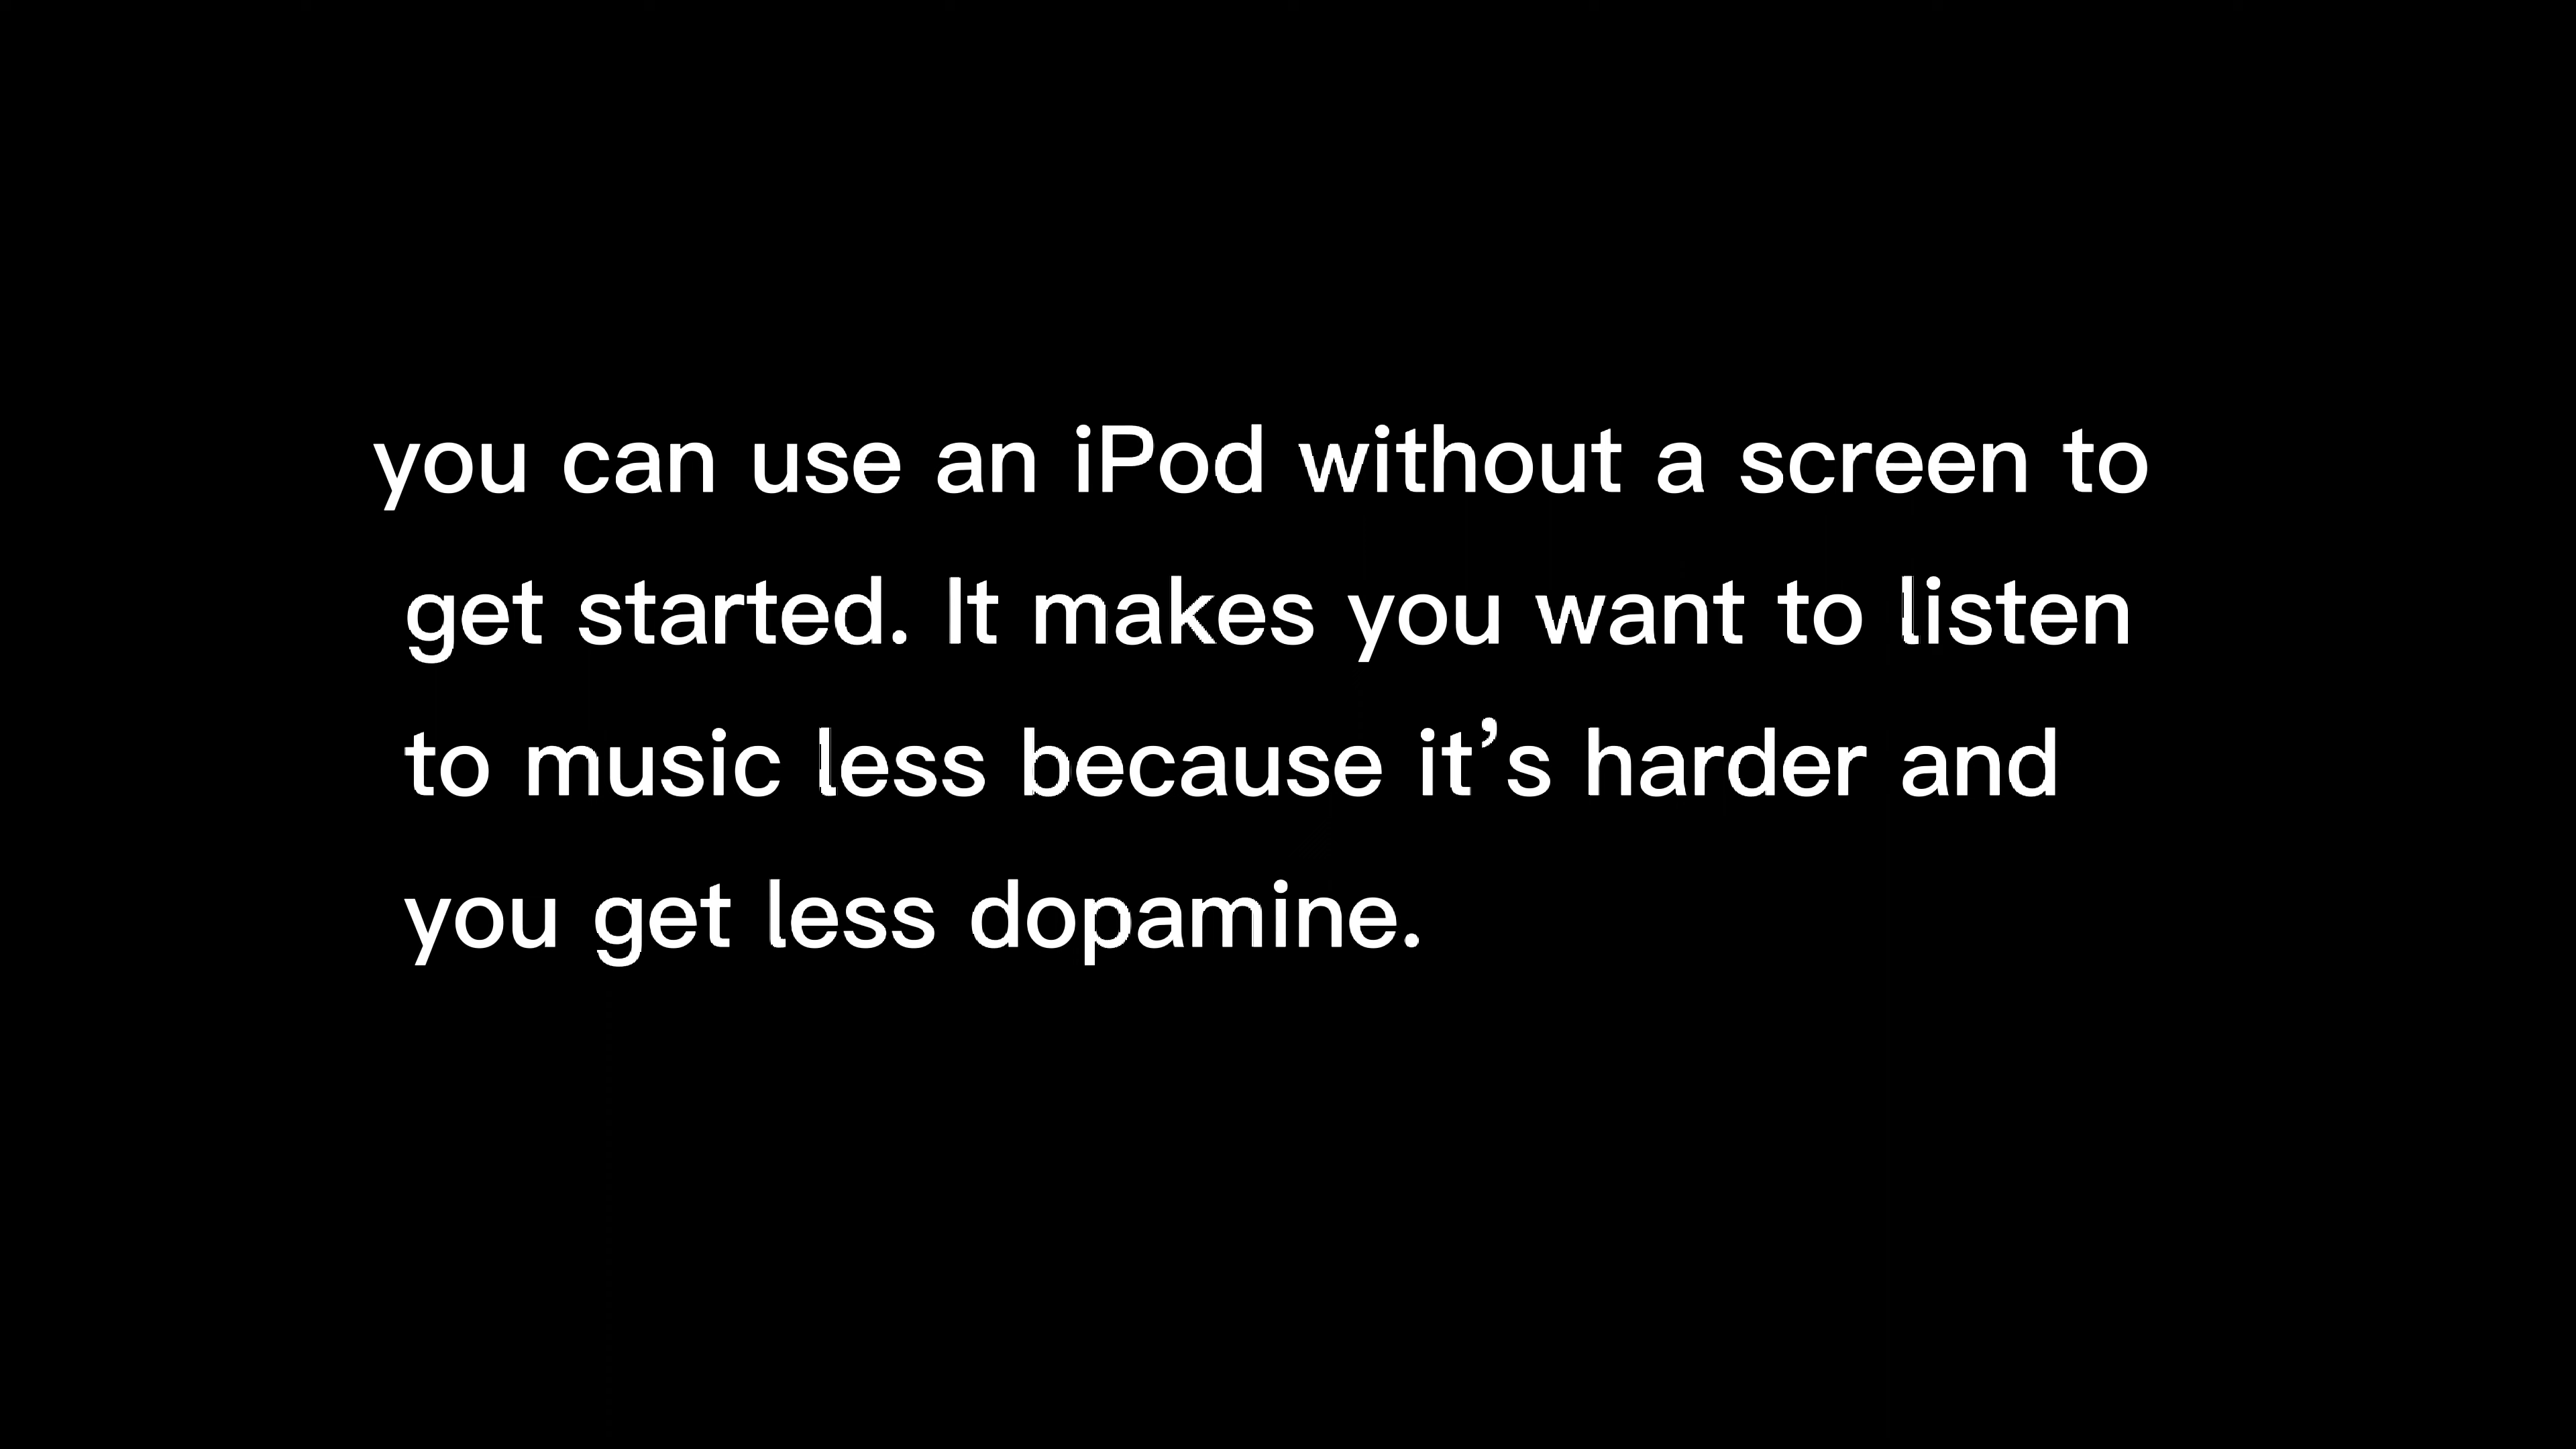 you can use an iPod without a screen to
get started. It makes you want to listen
to music less because it’s harder and
you get less dopamine.